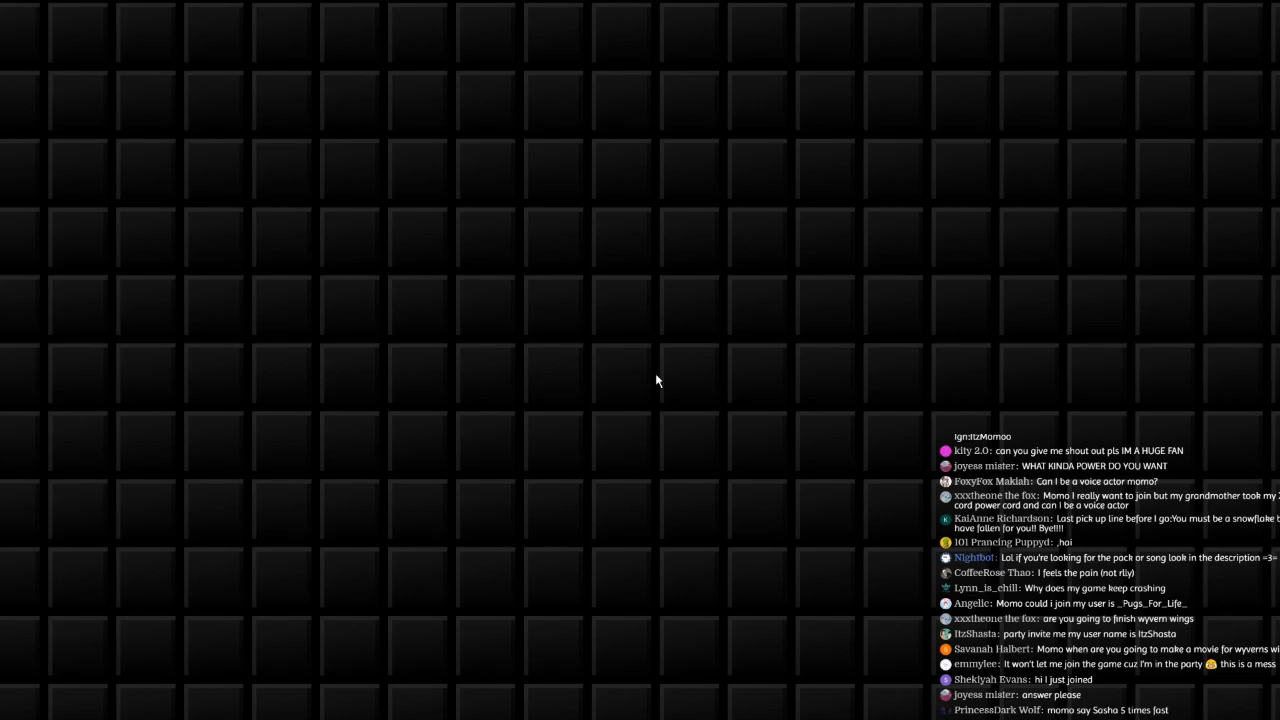 Ign:ItzMomoo
kity 2.0: can you give me shout out pls IM A HUGE FAN
joyess mister: WHAT KINDA POWER DO YOU WANT
FoxyFox Makiah: Can I be a voice actor momo?
xxxtheone the fox: Momo I really want to join but my grandmother took my
cord power cord and can I be a voice actor
K KaiAnne Richardson: Last pick up line before I go:You must be a snowflake
have fallen for you!! Bye!!!!
101 Prancing Puppyd: ,hoi
Nightbot: Lol if you're looking for the pack or song look in the description =3=
CoffeeRose Thao: I feels the pain (not rlly)
Lynn_is_chill: Why does my game keep crashing
Angelic: Momo could i join my user is _Pugs_For_Life_
xxxtheone the fox: are you going to finish wyvern wings
ItzShasta: party invite me my user name is ItzShasta
S Savanah Halbert: Momo when are you going to make a movie for wyverns wi
emmylee: It won't let me join the game cuz I'm in the party 🤷 this is a mess
S Shekiyah Evans: hi I just joined
joyess mister: answer please
PrincessDark Wolf: momo say Sasha 5 times fast